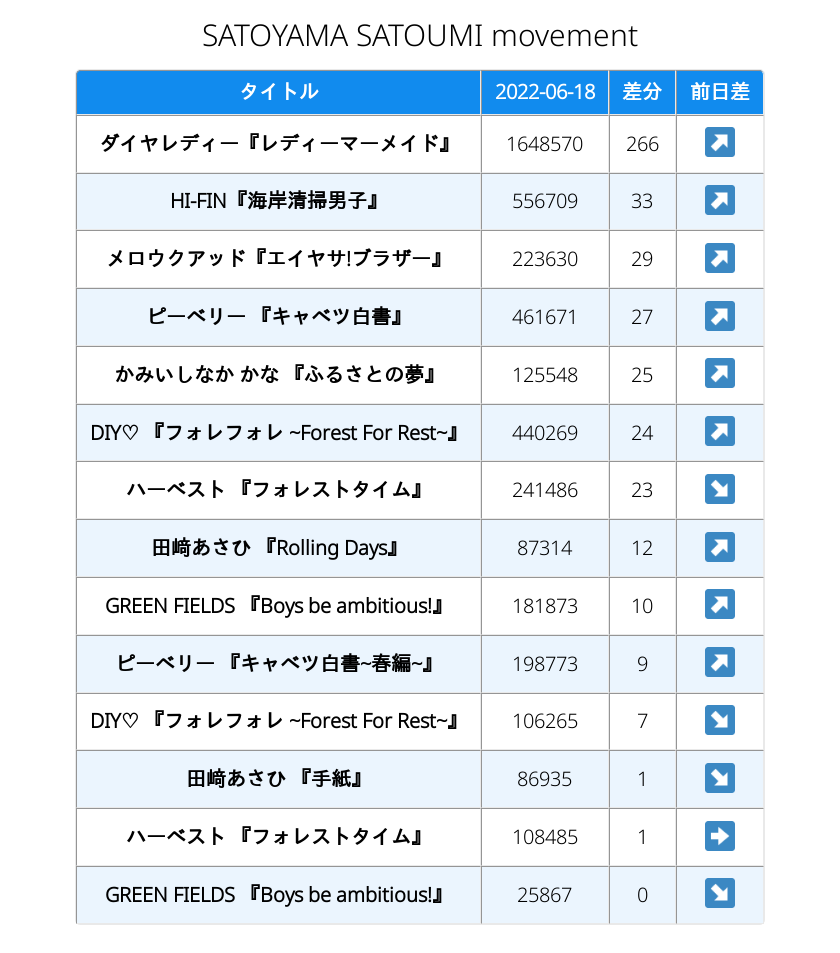 SATOYAMA SATOUMI movement
タイトル 2022-06-18 差分 前日差
ダイヤレディー『レディーマーメイド』 1648570 266 ↗
HI-FIN『海岸清掃男子』 556709 33 ↗
メロウクアッド『エイヤサ!ブラザー』 223630 29 ↗
ピーベリー 『キャベツ白書』 461671 27 ↗
かみいしなか かな 『ふるさとの夢』 125548 25 ↗
DIY♡ 『フォレフォレ ~Forest For Rest~』 440269 24 ↗
ハーベスト 『フォレストタイム』 241486 23 ↘
田﨑あさひ 『Rolling Days』 87314 12 ↗
GREEN FIELDS 『Boys be ambitious!』 181873 10 ↗
ピーベリー 『キャベツ白書~春編~』 198773 9 ↗
DIY♡ 『フォレフォレ ~Forest For Rest~』 106265 7 ↘
田﨑あさひ 『手紙』 86935 1 ↘
ハーベスト 『フォレストタイム』 108485 1 ➡
GREEN FIELDS 『Boys be ambitious!』 25867 0 ↘